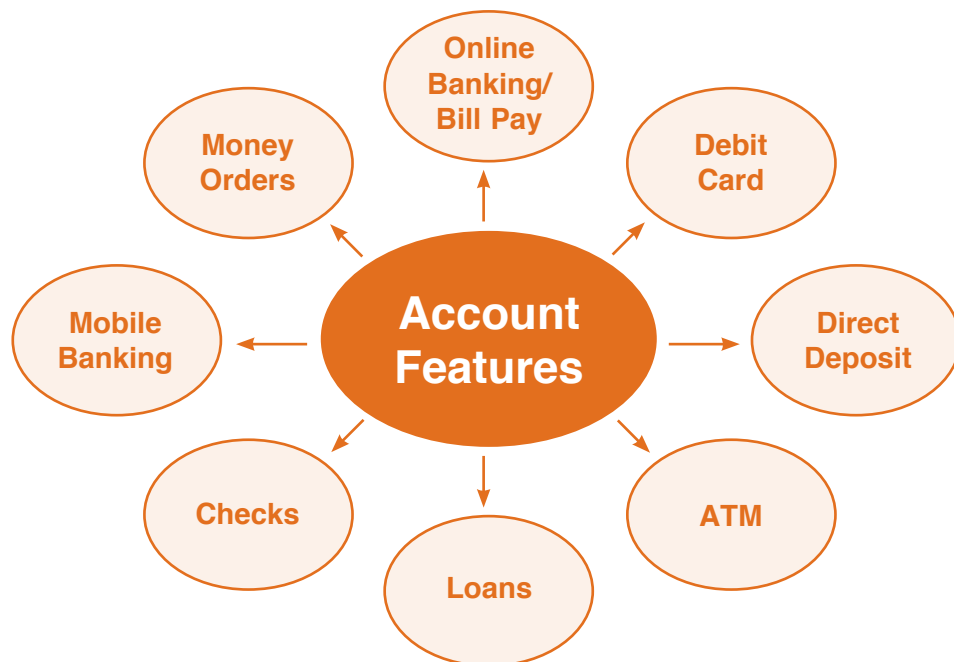 Online
Banking/
Bill Pay
Money
Orders
Debit
Card
Account
Features
Mobile
Banking
Direct
Deposit
Checks
ATM
Loans